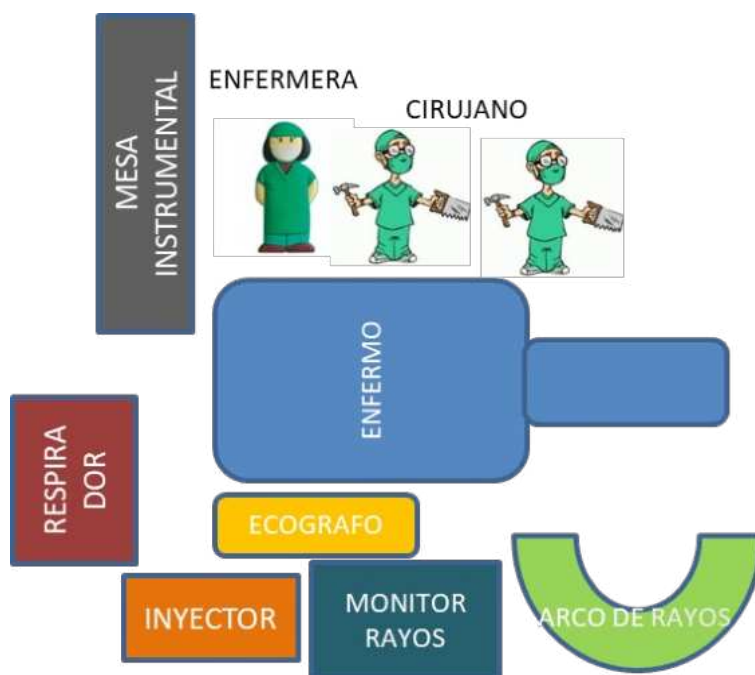 MESA
INSTRUMENTAL
ENFERMERA
CIRUJANO
ENFERMO
RESPIRA
DOR
ECOGRAFO
INYECTOR
MONITOR
RAYOS
ARCO DE RAYOS